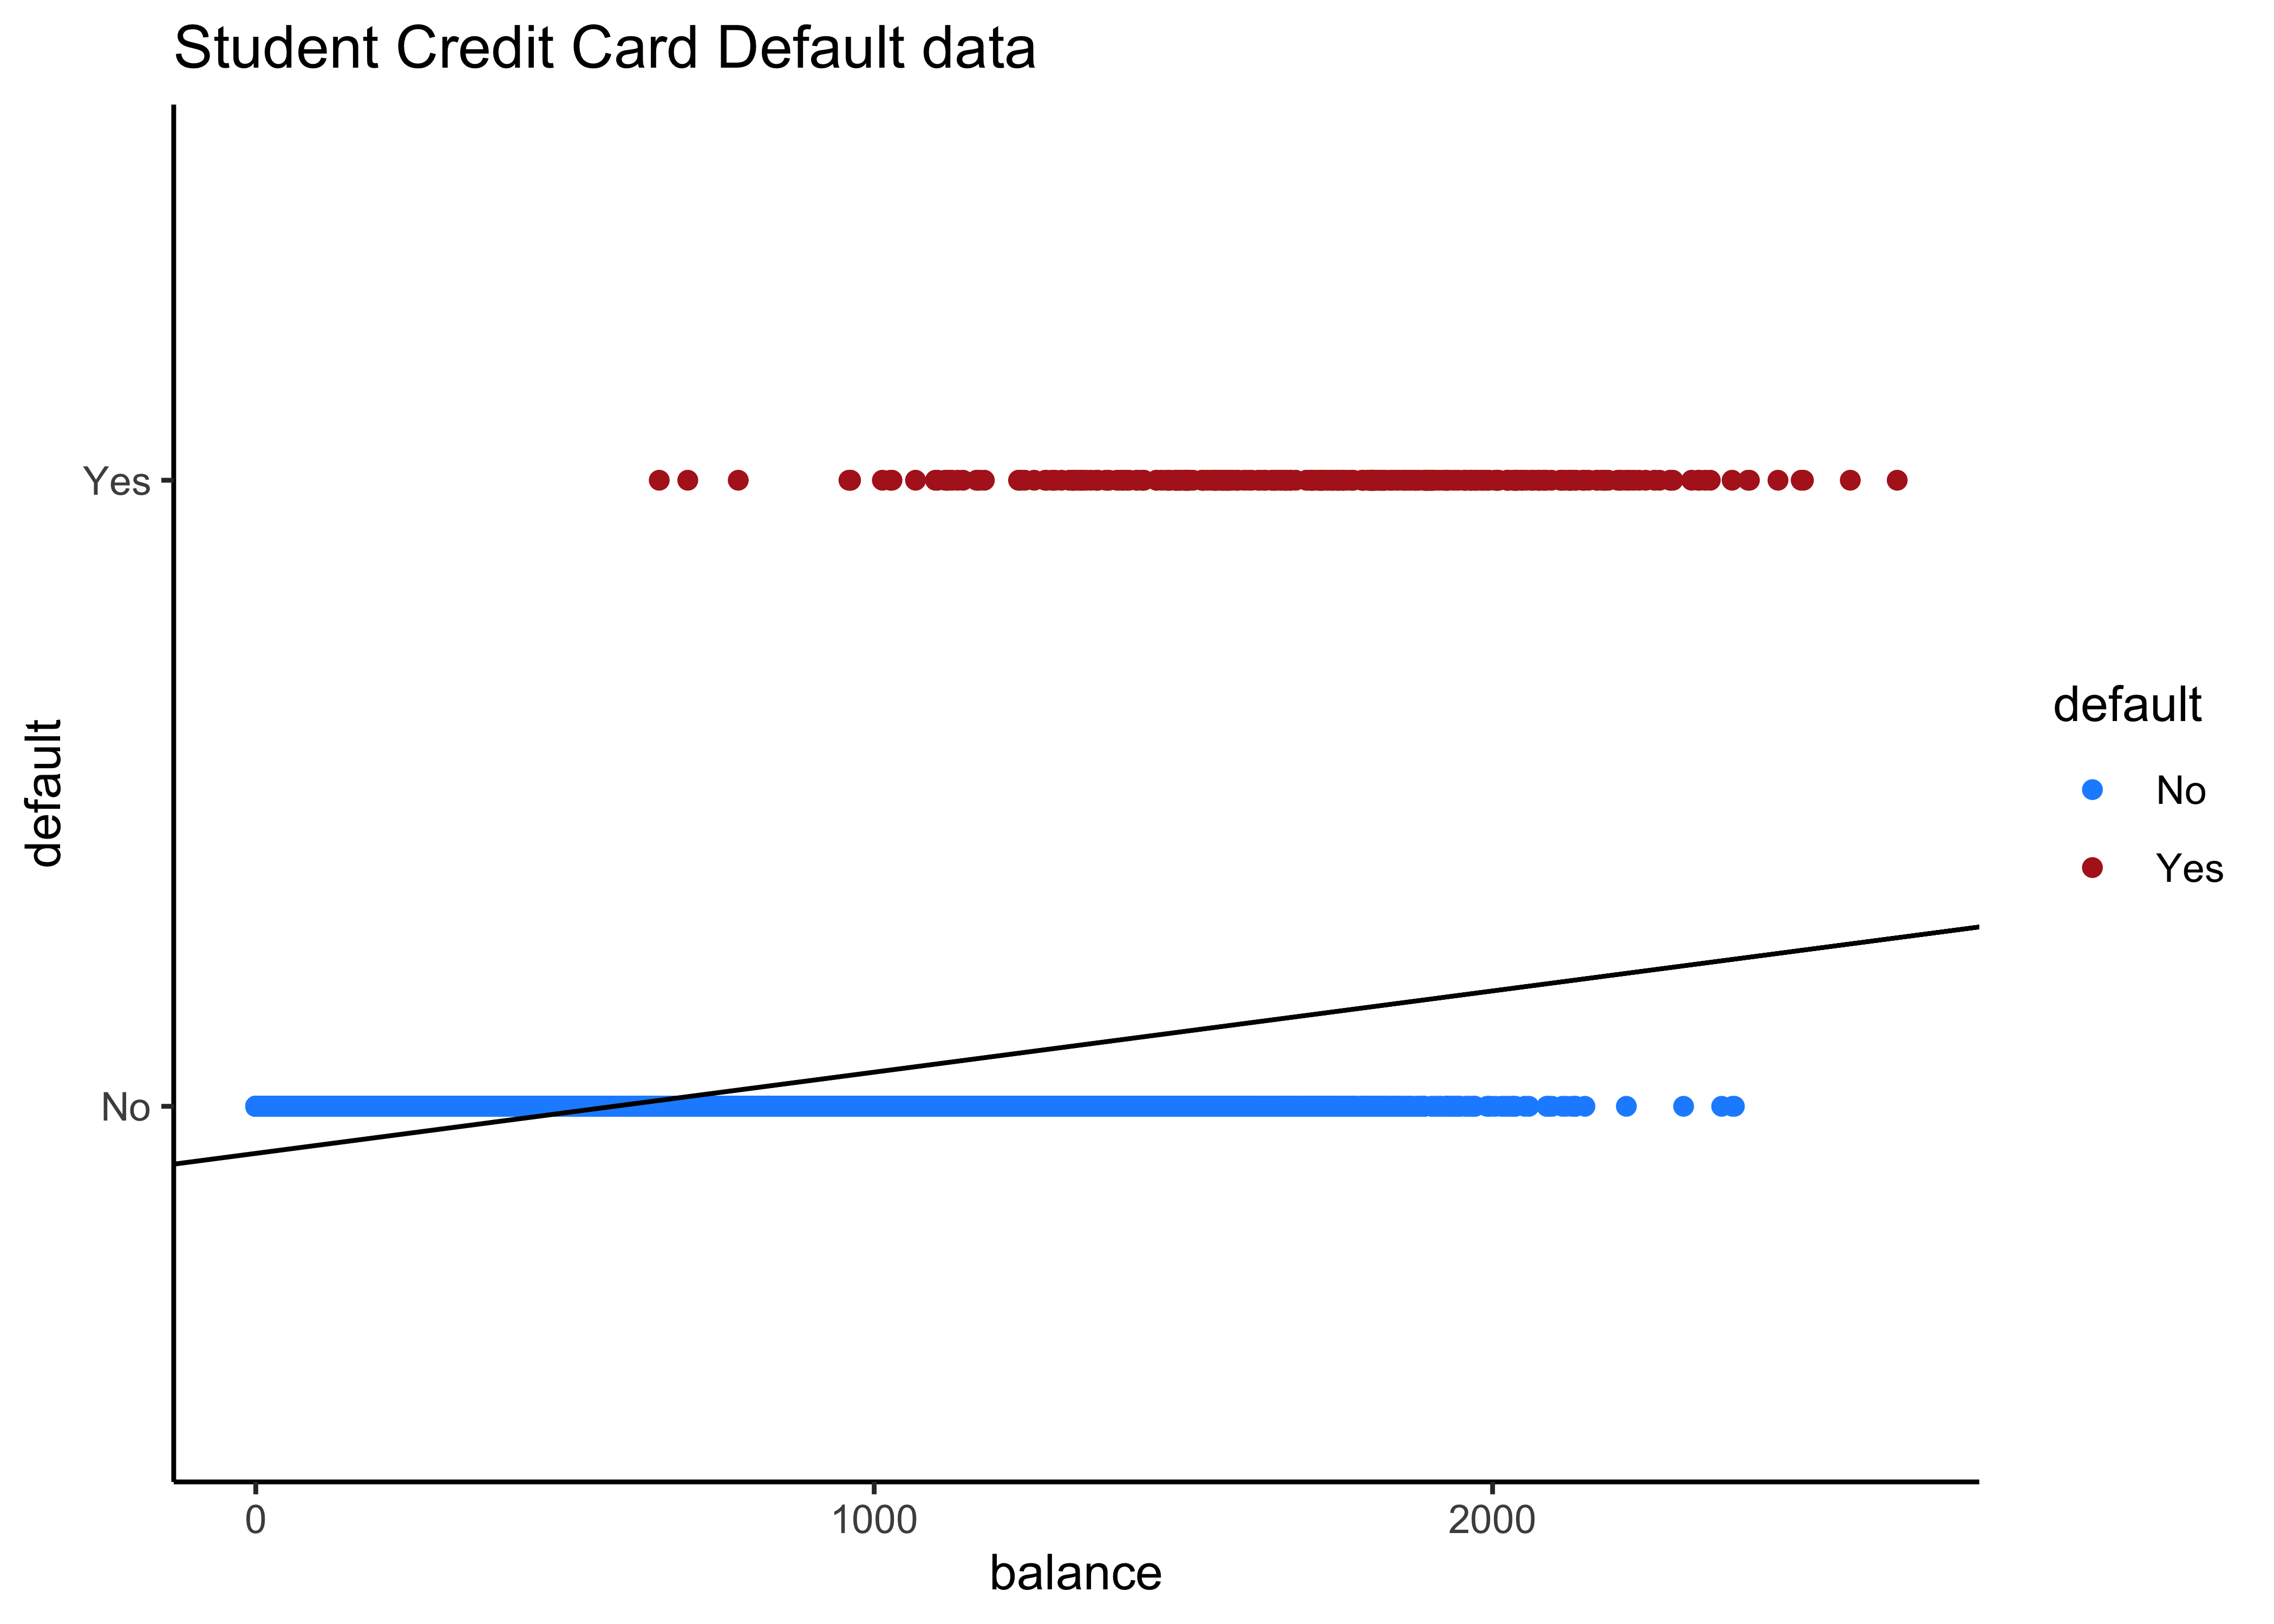 Student Credit Card Default data
default
Yes
No
0
1000
2000
balance
default
No
Yes